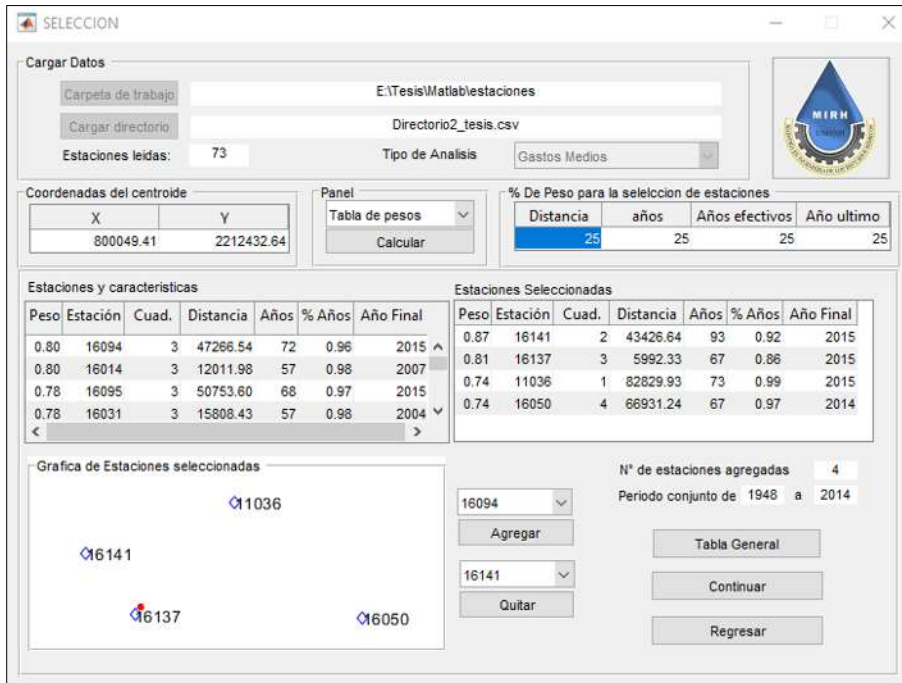 SELECCION
Cargar Datos
Carpeta de trabajo E:\Tesis\Matlab\estaciones
Cargar directorio Directorio2_tesis.csv
Estaciones leidas: 73 Tipo de Analisis Gastos Medios
MIRH
Coordenadas del centroide
X Y
800049.41 2212432.64
Panel
Tabla de pesos
Calcular
% De Peso para la selelccion de estaciones
Distancia años Años efectivos Año ultimo
25 25 25 25
Estaciones y caracteristicas
Peso Estación Cuad. Distancia Años % Años Año Final
0.80 16094 3 47266.54 72 0.96 2015
0.80 16014 3 12011.98 57 0.98 2007
0.78 16095 3 50753.60 68 0.97 2015
0.78 16031 3 15808.43 57 0.98 2004
Estaciones Seleccionadas
Peso Estación Cuad. Distancia Años % Años Año Final
0.87 16141 2 43426.64 93 0.92 2015
0.81 16137 3 5992.33 67 0.86 2015
0.74 11036 1 82829.93 73 0.99 2015
0.74 16050 4 66931.24 67 0.97 2014
Grafica de Estaciones seleccionadas
11036
16141
16137
16050
16094
Agregar
16141
Quitar
N° de estaciones agregadas 4
Periodo conjunto de 1948 a 2014
Tabla General
Continuar
Regresar